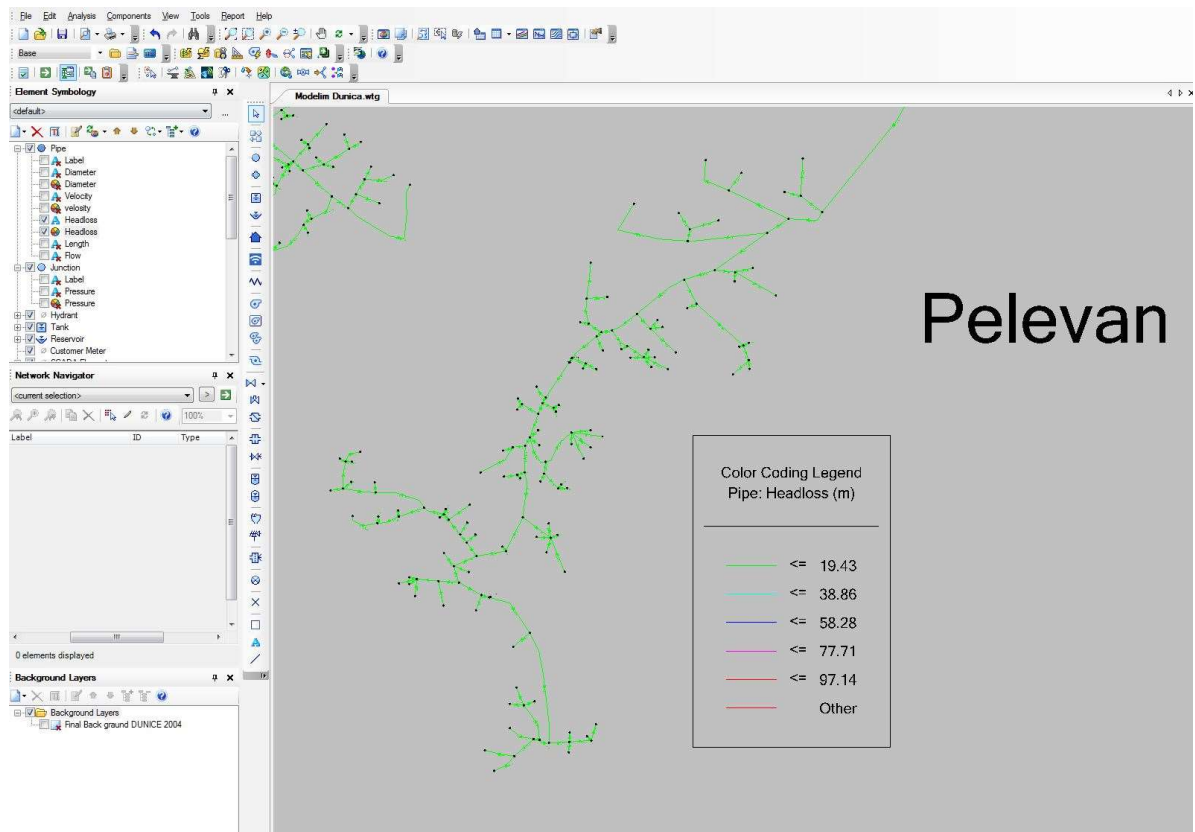 File Edit Analysis Components View Tools Report Help
Base
Element Symbology
<default>
...
Pipe
Label
Diameter
Diameter
Velocity
velosity
Headloss
Headloss
Length
Flow
Junction
Label
Pressure
Pressure
Hydrant
Tank
Reservoir
Customer Meter
Network Navigator
<current selection>
>
100%
Label ID Type
0 elements displayed
Background Layers
Background Layers
Final Back graund DUNICE 2004
Modelim Dunica.wtg
Pelevan
Color Coding Legend
Pipe: Headloss (m)
<= 19.43
<= 38.86
<= 58.28
<= 77.71
<= 97.14
Other